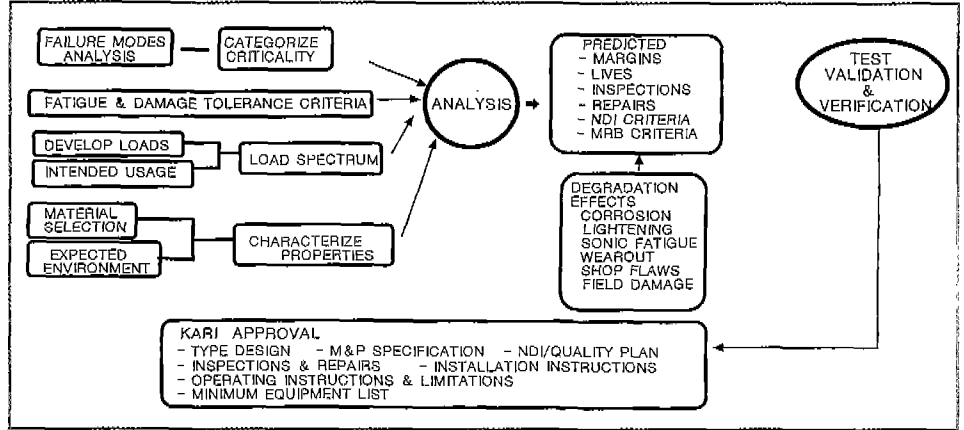 FAILURE MODES
ANALYSIS
CATEGORIZE
CRITICALITY
FATIGUE & DAMAGE TOLERANCE CRITERIA
DEVELOP LOADS
INTENDED USAGE
LOAD SPECTRUM
MATERIAL
SELECTION
EXPECTED
ENVIRONMENT
CHARACTERIZE
PROPERTIES
ANALYSIS
PREDICTED
- MARGINS
- LIVES
- INSPECTIONS
- REPAIRS
- NDI CRITERIA
- MRB CRITERIA
DEGRADATION
EFFECTS
CORROSION
LIGHTENING
SONIC FATIGUE
WEAROUT
SHOP FLAWS
FIELD DAMAGE
TEST
VALIDATION
&
VERIFICATION
KARI APPROVAL
- TYPE DESIGN - M&P SPECIFICATION - NDI/QUALITY PLAN
- INSPECTIONS & REPAIRS - INSTALLATION INSTRUCTIONS
- OPERATING INSTRUCTIONS & LIMITATIONS
- MINIMUM EQUIPMENT LIST